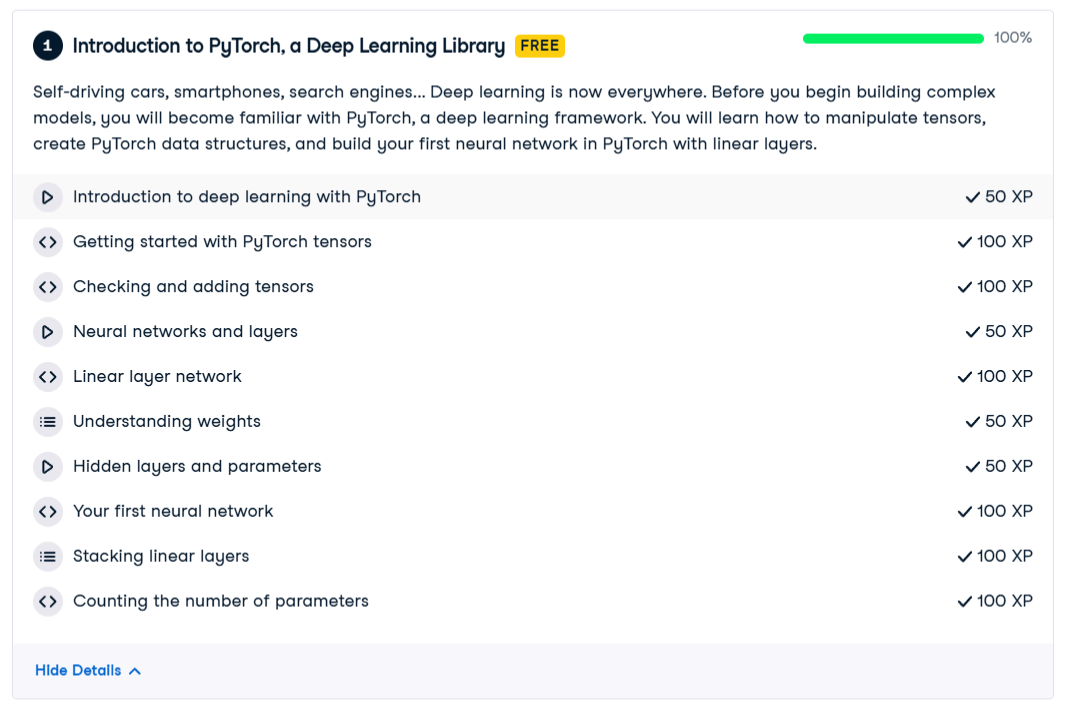 1 Introduction to PyTorch, a Deep Learning Library FREE 100%
Self-driving cars, smartphones, search engines... Deep learning is now everywhere. Before you begin building complex
models, you will become familiar with PyTorch, a deep learning framework. You will learn how to manipulate tensors,
create PyTorch data structures, and build your first neural network in PyTorch with linear layers.
Introduction to deep learning with PyTorch 50 XP
Getting started with PyTorch tensors 100 XP
Checking and adding tensors 100 XP
Neural networks and layers 50 XP
Linear layer network 100 XP
Understanding weights 50 XP
Hidden layers and parameters 50 XP
Your first neural network 100 XP
Stacking linear layers 100 XP
Counting the number of parameters 100 XP
Hide Details